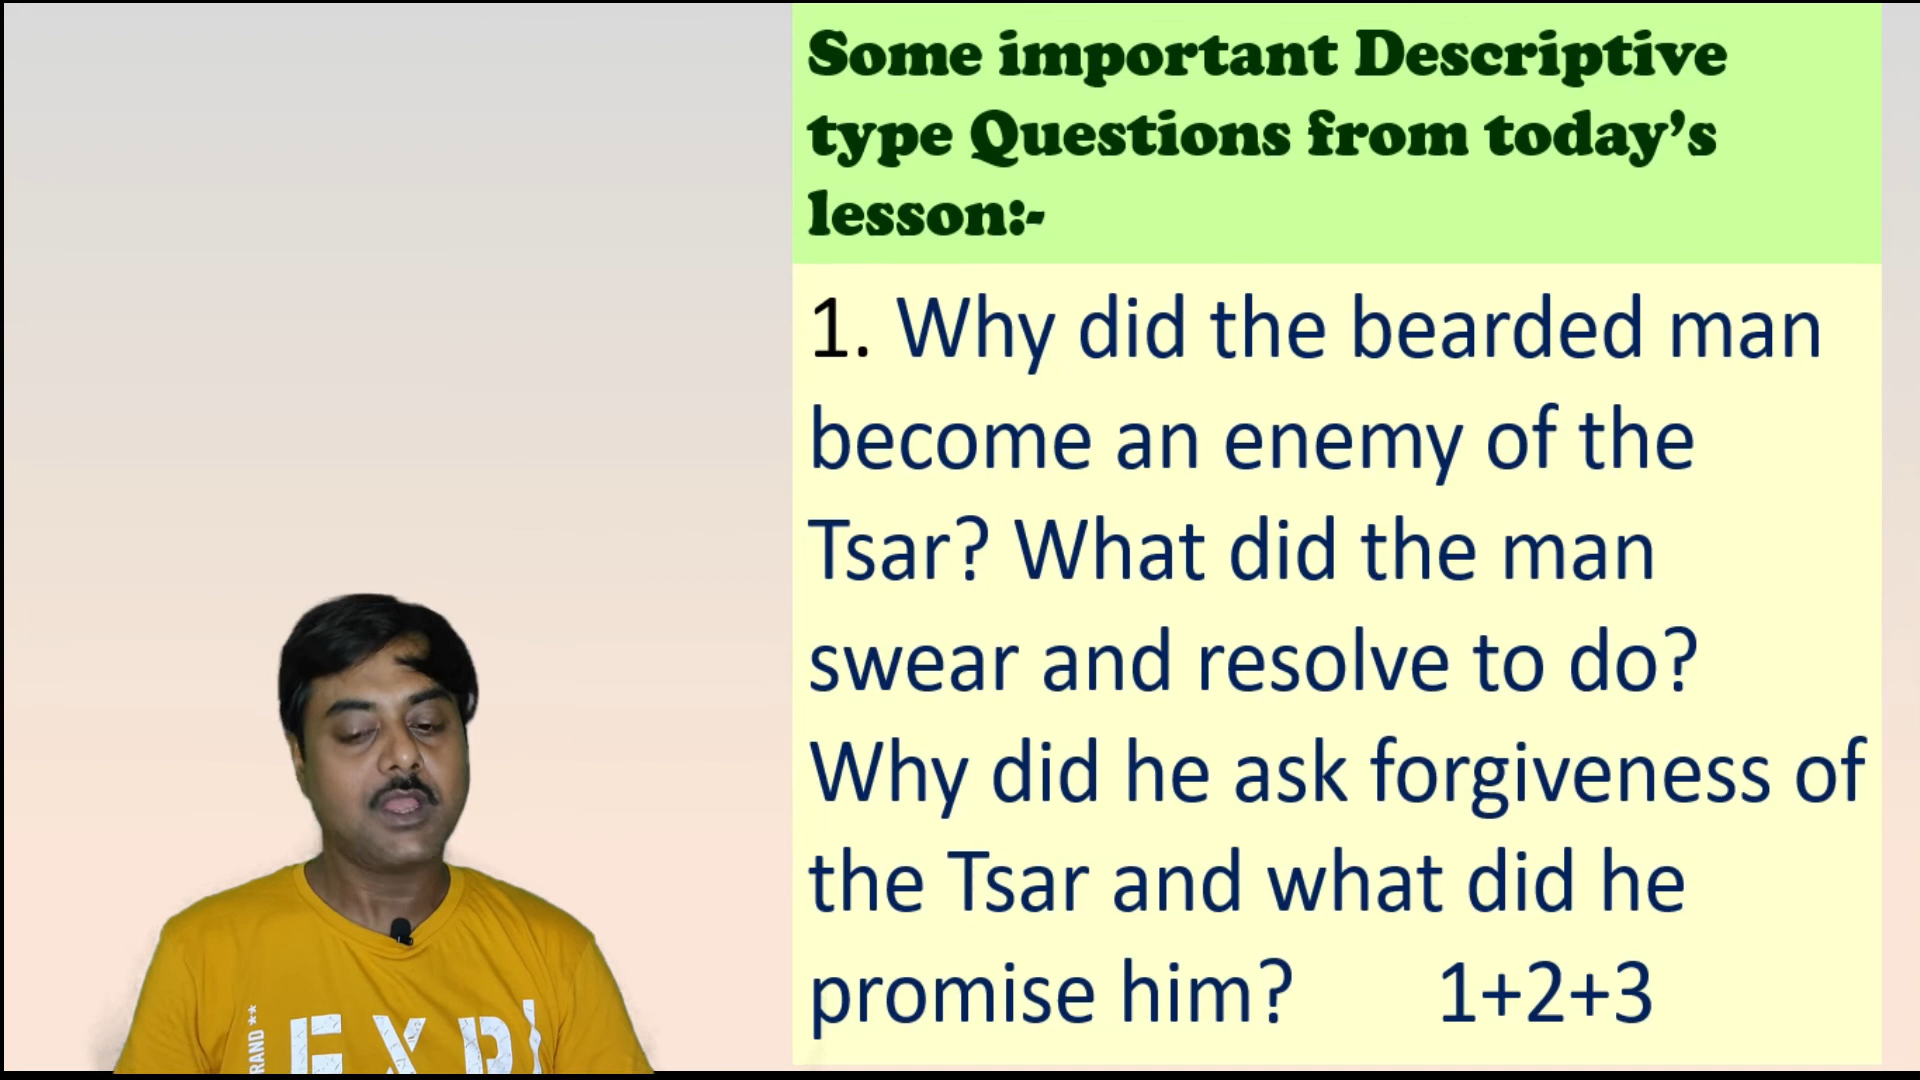 Some important Descriptive
type Questions from today’s
lesson:-
1. Why did the bearded man
become an enemy of the
Tsar? What did the man
swear and resolve to do?
Why did he ask forgiveness of
the Tsar and what did he
promise him? 1+2+3
RAND **